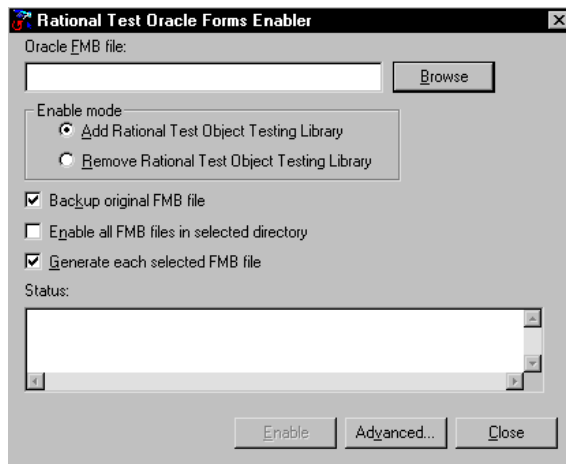 Rational Test Oracle Forms Enabler
Oracle FMB file:
Browse
Enable mode
Add Rational Test Object Testing Library
Remove Rational Test Object Testing Library
Backup original FMB file
Enable all FMB files in selected directory
Generate each selected FMB file
Status:
Enable Advanced... Close